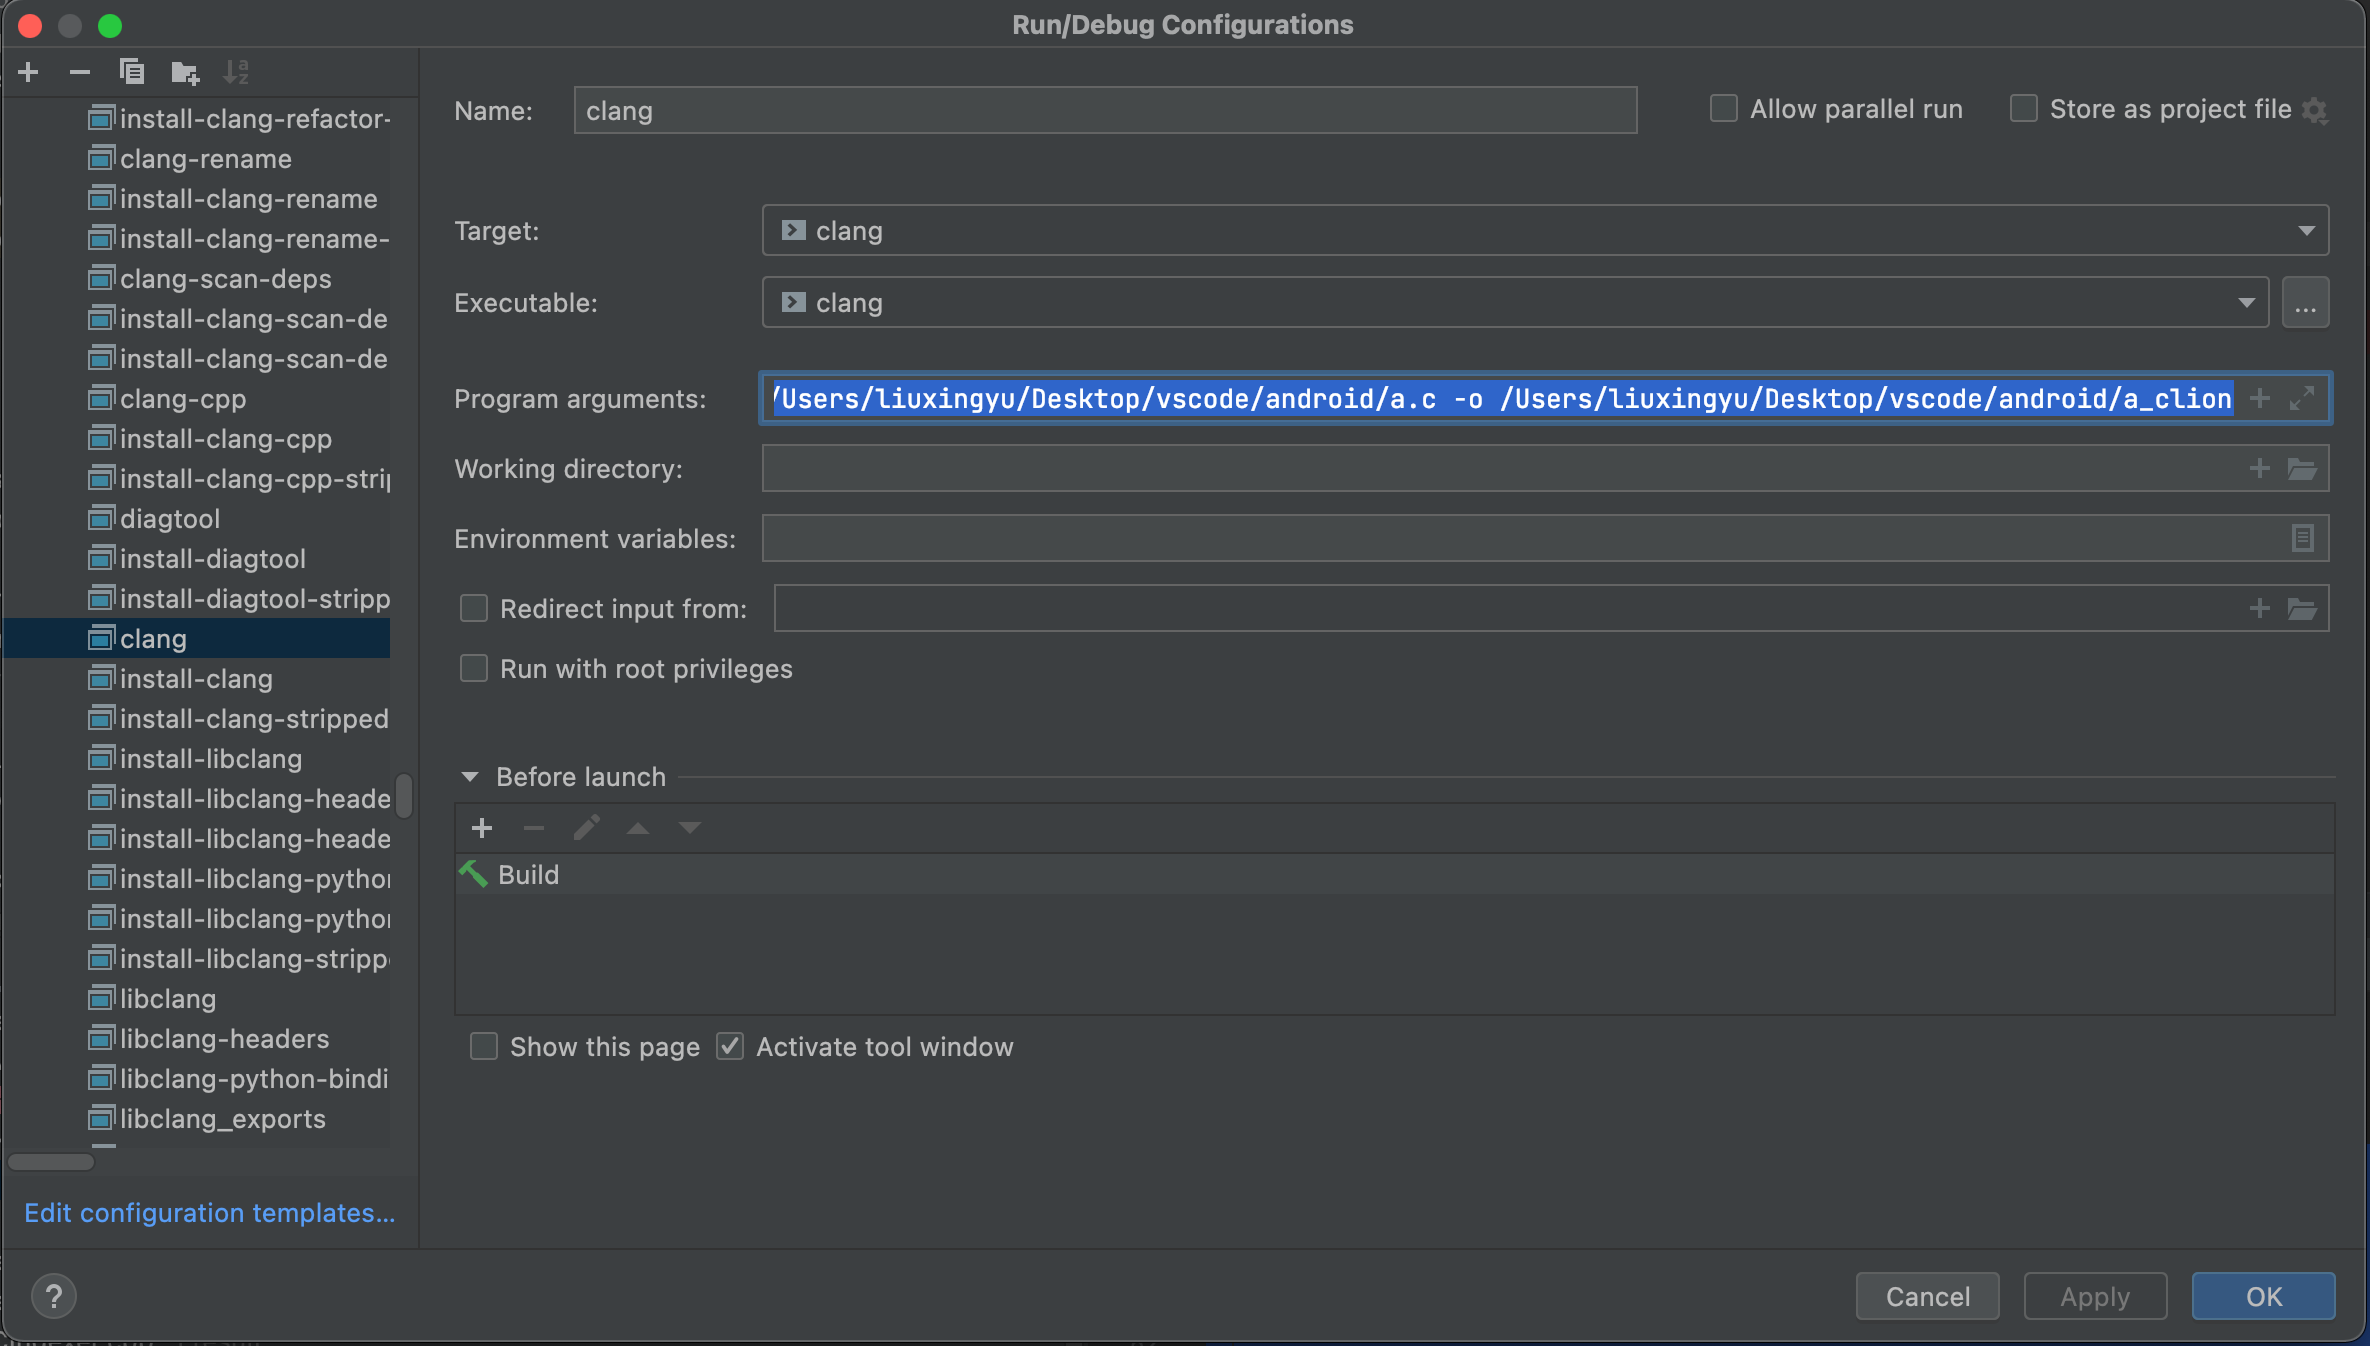 Run/Debug Configurations
Name: clang
Allow parallel run
Store as project file
install-clang-refactor-
clang-rename
install-clang-rename
install-clang-rename-
clang-scan-deps
install-clang-scan-de
install-clang-scan-de
clang-cpp
install-clang-cpp
install-clang-cpp-strip
diagtool
install-diagtool
install-diagtool-stripp
clang
install-clang
install-clang-stripped
install-libclang
install-libclang-heade
install-libclang-heade
install-libclang-python
install-libclang-python
install-libclang-strippe
libclang
libclang-headers
libclang-python-bindi
libclang_exports
Edit configuration templates...
Target: clang
Executable: clang
...
Program arguments: /Users/liuxingyu/Desktop/vscode/android/a.c -o /Users/liuxingyu/Desktop/vscode/android/a_clion
Working directory:
Environment variables:
Redirect input from:
Run with root privileges
Before launch
Build
Show this page
Activate tool window
?
Cancel
Apply
OK